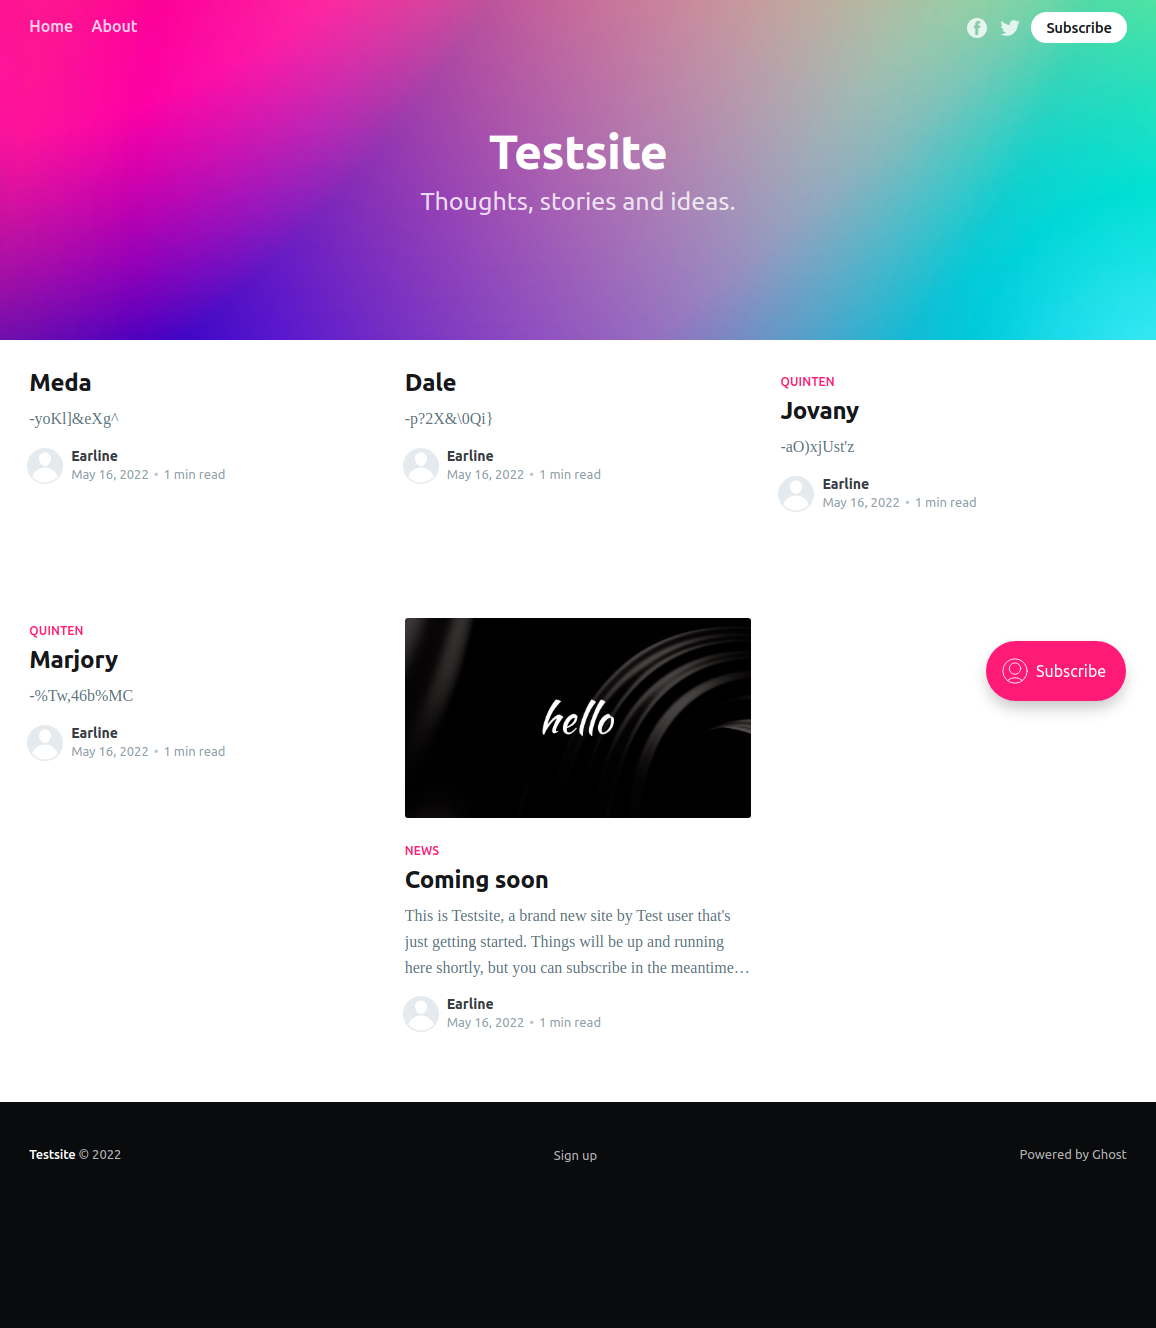 Home About Subscribe
Testsite
Thoughts, stories and ideas.
Meda
-yoKl]&eXg^
Earline
May 16, 2022 • 1 min read
Dale
-p?2X&\0Qi}
Earline
May 16, 2022 • 1 min read
QUINTEN
Jovany
-aO)xjUst'z
Earline
May 16, 2022 • 1 min read
QUINTEN
Marjory
-%Tw,46b%MC
Earline
May 16, 2022 • 1 min read
hello
NEWS
Coming soon
This is Testsite, a brand new site by Test user that's
just getting started. Things will be up and running
here shortly, but you can subscribe in the meantime…
Earline
May 16, 2022 • 1 min read
Subscribe
Testsite © 2022
Sign up
Powered by Ghost